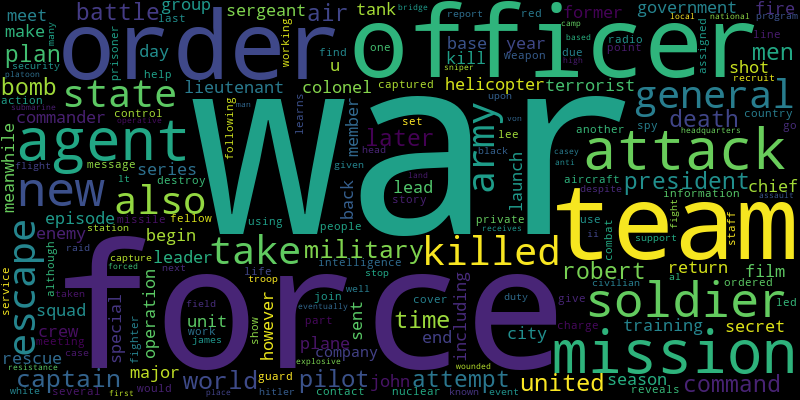 meet group sergeant air tank former government fire
make last battle report red camp based local national program
many order officer
plan security day prisoner working find one bridge radio point due assigned line men
platoon help u base year weapon high shot
bomb state lieutenant kill helicopter terrorist sniper recruit
action submarine colonel captured upon von general
commander control learns man war army set lee casey anti death country
operative following member later another spy headquarters go
agent message head black launch attack
meanwhile flight series given lead aircraft despite president chief
new lt destroy back land story information assault
also missile fellow using people private receives use ii team
episode station
enemy begin combat support fight staff
escape although raid capture leader take military killed
forced intelligence stop robert return al film
service taken next life troop force soldier civilian ordered led
squad special operation field however join well cover duty including give
crew unit work show eventually part sent time city charge training secret
meeting fighter james plane end mission
rescue case explosive company wounded
resistance major guard world pilot john attempt united season command
captain would hitler contact nuclear known event reveals
white several first place